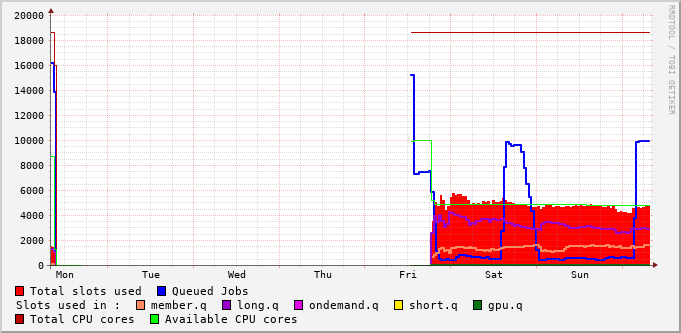 20000
18000
16000
14000
12000
10000
8000
6000
4000
2000
0
Mon Tue Wed Thu Fri Sat Sun
Total slots used Queued Jobs
Slots used in : member.q long.q ondemand.q short.q gpu.q
Total CPU cores Available CPU cores
RRDTOOL / TOBI OETIKER